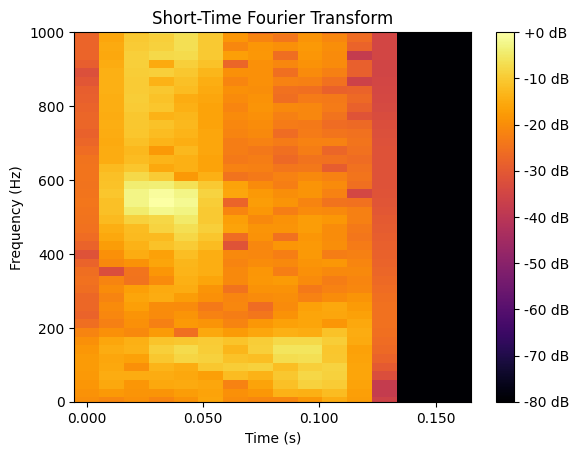 Short-Time Fourier Transform
1000
800
600
400
200
0
Frequency (Hz)
0.000
0.050
0.100
0.150
Time (s)
+0 dB
-10 dB
-20 dB
-30 dB
-40 dB
-50 dB
-60 dB
-70 dB
-80 dB